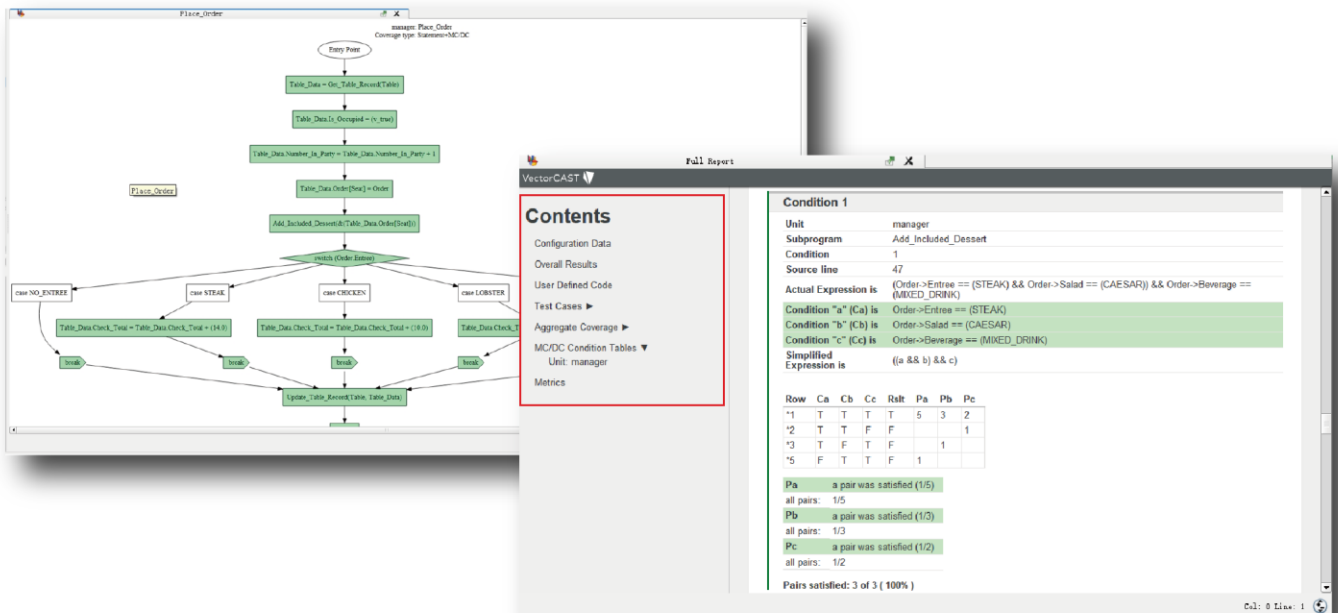 Place_Order
manager: Place_Order
Coverage type: Statement+MC/DC
Entry Point
Table_Data = Get_Table_Record(Table)
Table_Data.Is_Occupied = (v_true)
Table_Data.Number_In_Party = Table_Data.Number_In_Party + 1
Place_Order
Table_Data.Order[Seat] = Order
Add_Included_Dessert(&(Table_Data.Order[Seat]))
switch (Order.Entree)
case NO_ENTREE
case STEAK
case CHICKEN
case LOBSTER
Table_Data.Check_Total = Table_Data.Check_Total + (14.0)
Table_Data.Check_Total = Table_Data.Check_Total + (10.0)
Table_Data.Check_T
break
break
break
break
Update_Table_Record(Table, Table_Data)
Full Report
VectorCAST
Contents
Configuration Data
Overall Results
User Defined Code
Test Cases ▶
Aggregate Coverage ▶
MC/DC Condition Tables ▼
Unit: manager
Metrics
Condition 1
Unit manager
Subprogram Add_Included_Dessert
Condition 1
Source line 47
Actual Expression is (Order->Entree == (STEAK) && Order->Salad == (CAESAR)) && Order->Beverage ==
(MIXED_DRINK)
Condition "a" (Ca) is Order->Entree == (STEAK)
Condition "b" (Cb) is Order->Salad == (CAESAR)
Condition "c" (Cc) is Order->Beverage == (MIXED_DRINK)
Simplified
Expression is ((a && b) && c)
Row Ca Cb Cc Rslt Pa Pb Pc
*1 T T T T 5 3 2
*2 T T F F 1
*3 T F T F 1
*5 F T T F 1
Pa a pair was satisfied (1/5)
all pairs: 1/5
Pb a pair was satisfied (1/3)
all pairs: 1/3
Pc a pair was satisfied (1/2)
all pairs: 1/2
Pairs satisfied: 3 of 3 ( 100% )
Col: 0 Line: 1